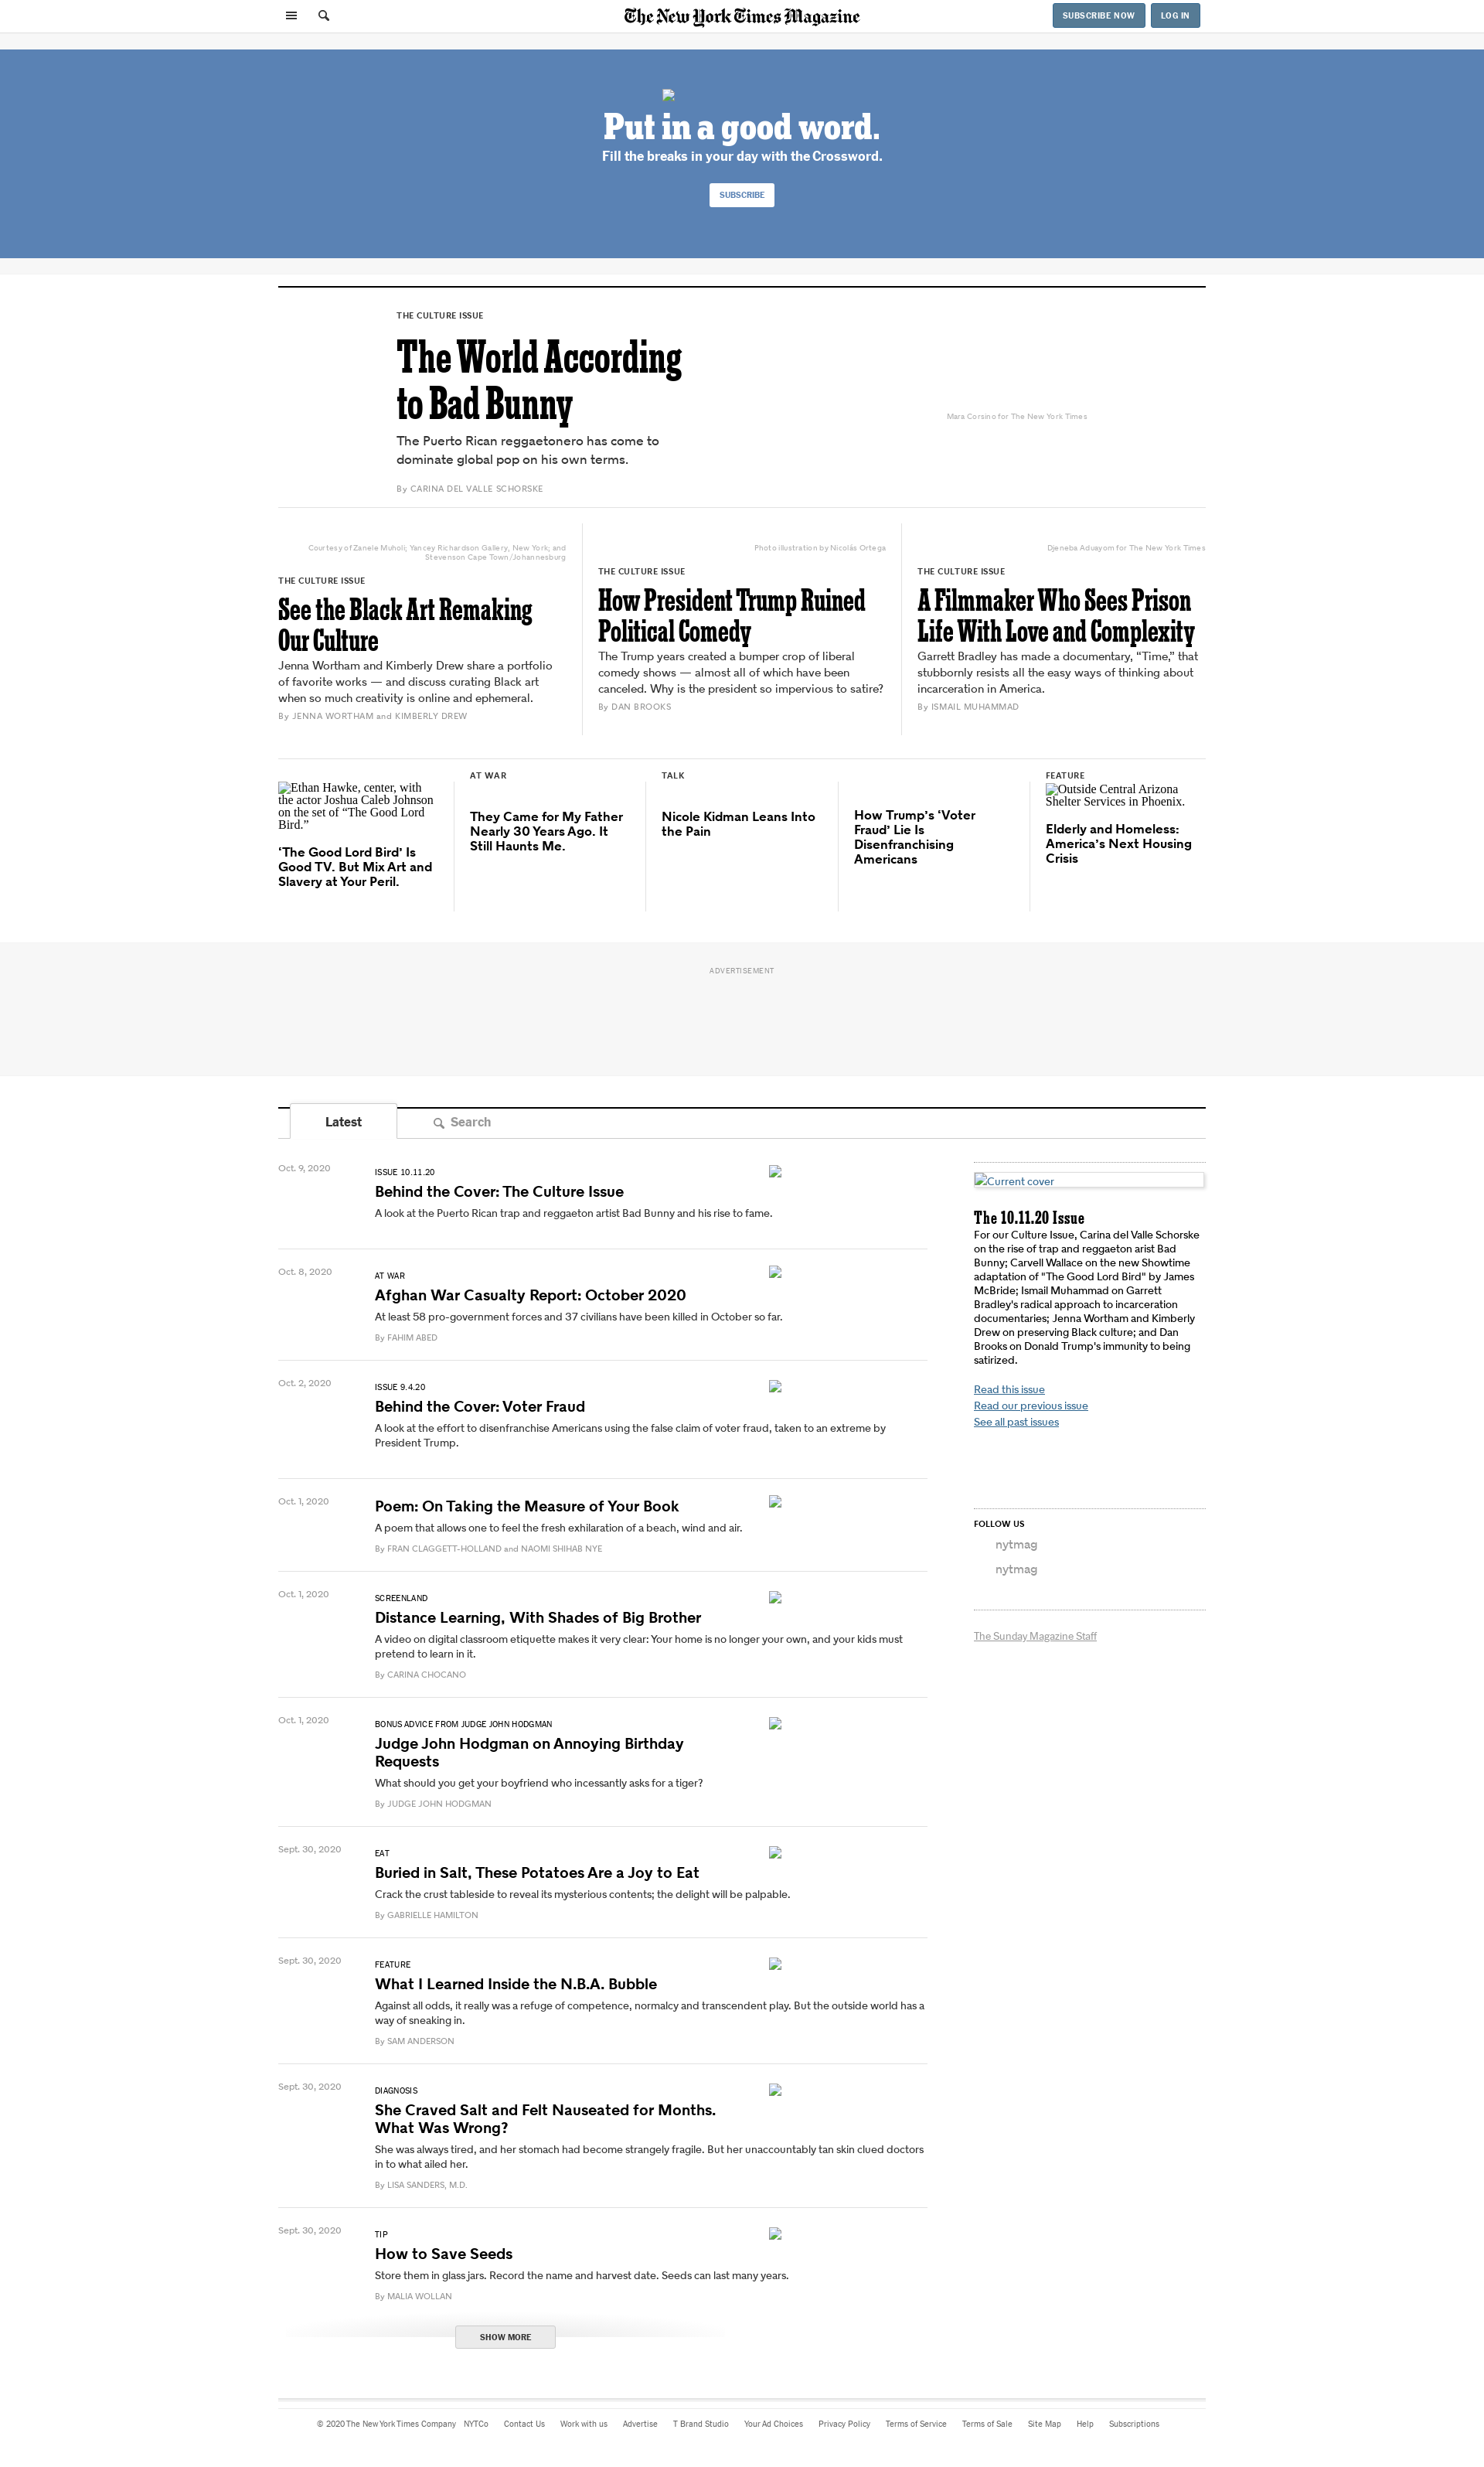 The New York Times Magazine
SUBSCRIBE NOW
LOG IN
Put in a good word.
Fill the breaks in your day with the Crossword.
SUBSCRIBE
THE CULTURE ISSUE
The World According
to Bad Bunny
The Puerto Rican reggaetonero has come to
dominate global pop on his own terms.
By CARINA DEL VALLE SCHORSKE
Mara Corsino for The New York Times
Courtesy of Zanele Muholi; Yancey Richardson Gallery, New York; and
Stevenson Cape Town/Johannesburg
THE CULTURE ISSUE
See the Black Art Remaking
Our Culture
Jenna Wortham and Kimberly Drew share a portfolio
of favorite works — and discuss curating Black art
when so much creativity is online and ephemeral.
By JENNA WORTHAM and KIMBERLY DREW
Photo illustration by Nicolás Ortega
THE CULTURE ISSUE
How President Trump Ruined
Political Comedy
The Trump years created a bumper crop of liberal
comedy shows — almost all of which have been
canceled. Why is the president so impervious to satire?
By DAN BROOKS
Djeneba Aduayom for The New York Times
THE CULTURE ISSUE
A Filmmaker Who Sees Prison
Life With Love and Complexity
Garrett Bradley has made a documentary, “Time,” that
stubbornly resists all the easy ways of thinking about
incarceration in America.
By ISMAIL MUHAMMAD
Ethan Hawke, center, with
the actor Joshua Caleb Johnson
on the set of “The Good Lord
Bird.”
‘The Good Lord Bird’ Is
Good TV. But Mix Art and
Slavery at Your Peril.
AT WAR
They Came for My Father
Nearly 30 Years Ago. It
Still Haunts Me.
TALK
Nicole Kidman Leans Into
the Pain
How Trump’s ‘Voter
Fraud’ Lie Is
Disenfranchising
Americans
FEATURE
Outside Central Arizona
Shelter Services in Phoenix.
Elderly and Homeless:
America’s Next Housing
Crisis
ADVERTISEMENT
Latest
Search
Oct. 9, 2020
ISSUE 10.11.20
Behind the Cover: The Culture Issue
A look at the Puerto Rican trap and reggaeton artist Bad Bunny and his rise to fame.
Oct. 8, 2020
AT WAR
Afghan War Casualty Report: October 2020
At least 58 pro-government forces and 37 civilians have been killed in October so far.
By FAHIM ABED
Oct. 2, 2020
ISSUE 9.4.20
Behind the Cover: Voter Fraud
A look at the effort to disenfranchise Americans using the false claim of voter fraud, taken to an extreme by
President Trump.
Oct. 1, 2020
Poem: On Taking the Measure of Your Book
A poem that allows one to feel the fresh exhilaration of a beach, wind and air.
By FRAN CLAGGETT-HOLLAND and NAOMI SHIHAB NYE
Oct. 1, 2020
SCREENLAND
Distance Learning, With Shades of Big Brother
A video on digital classroom etiquette makes it very clear: Your home is no longer your own, and your kids must
pretend to learn in it.
By CARINA CHOCANO
Oct. 1, 2020
BONUS ADVICE FROM JUDGE JOHN HODGMAN
Judge John Hodgman on Annoying Birthday
Requests
What should you get your boyfriend who incessantly asks for a tiger?
By JUDGE JOHN HODGMAN
Sept. 30, 2020
EAT
Buried in Salt, These Potatoes Are a Joy to Eat
Crack the crust tableside to reveal its mysterious contents; the delight will be palpable.
By GABRIELLE HAMILTON
Sept. 30, 2020
FEATURE
What I Learned Inside the N.B.A. Bubble
Against all odds, it really was a refuge of competence, normalcy and transcendent play. But the outside world has a
way of sneaking in.
By SAM ANDERSON
Sept. 30, 2020
DIAGNOSIS
She Craved Salt and Felt Nauseated for Months.
What Was Wrong?
She was always tired, and her stomach had become strangely fragile. But her unaccountably tan skin clued doctors
in to what ailed her.
By LISA SANDERS, M.D.
Sept. 30, 2020
TIP
How to Save Seeds
Store them in glass jars. Record the name and harvest date. Seeds can last many years.
By MALIA WOLLAN
SHOW MORE
Current cover
The 10.11.20 Issue
For our Culture Issue, Carina del Valle Schorske
on the rise of trap and reggaeton arist Bad
Bunny; Carvell Wallace on the new Showtime
adaptation of "The Good Lord Bird" by James
McBride; Ismail Muhammad on Garrett
Bradley's radical approach to incarceration
documentaries; Jenna Wortham and Kimberly
Drew on preserving Black culture; and Dan
Brooks on Donald Trump's immunity to being
satirized.
Read this issue
Read our previous issue
See all past issues
FOLLOW US
nytmag
nytmag
The Sunday Magazine Staff
© 2020 The New York Times Company NYTCo Contact Us Work with us Advertise T Brand Studio Your Ad Choices Privacy Policy Terms of Service Terms of Sale Site Map Help Subscriptions